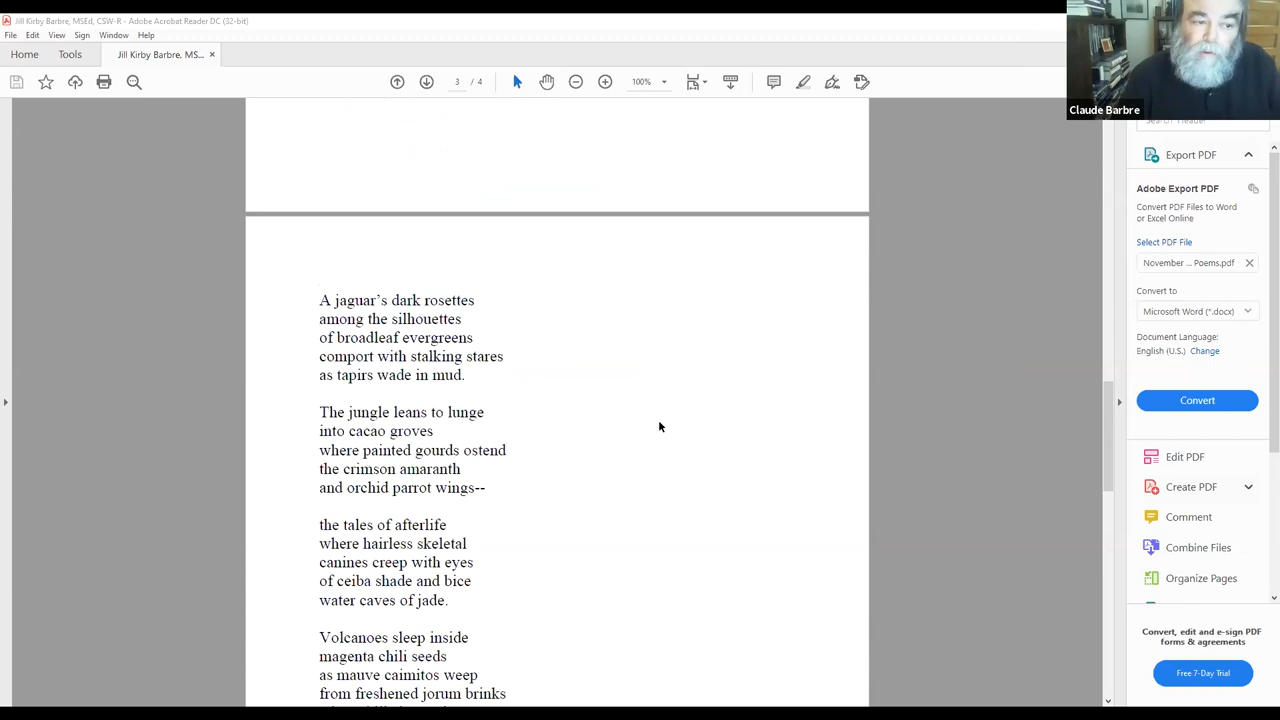 Jill Kirby Barbre, MSEd, CSW-R - Adobe Acrobat Reader DC (32-bit)
File Edit View Sign Window Help
Home Tools Jill Kirby Barbre, MS... ×
3 / 4 100%
Claude Barbre
Export PDF
Adobe Export PDF
Convert PDF Files to Word
or Excel Online
Select PDF File
November ... Poems.pdf
Convert to
Microsoft Word (*.docx)
Document Language:
English (U.S.) Change
Convert
Edit PDF
Create PDF
Comment
Combine Files
Organize Pages
Convert, edit and e-sign PDF
forms & agreements
Free 7-Day Trial
A jaguar’s dark rosettes
among the silhouettes
of broadleaf evergreens
comport with stalking stares
as tapirs wade in mud.
The jungle leans to lunge
into cacao groves
where painted gourds ostend
the crimson amaranth
and orchid parrot wings--
the tales of afterlife
where hairless skeletal
canines creep with eyes
of ceiba shade and bice
water caves of jade.
Volcanoes sleep inside
magenta chili seeds
as mauve caimitos weep
from freshened jorum brinks